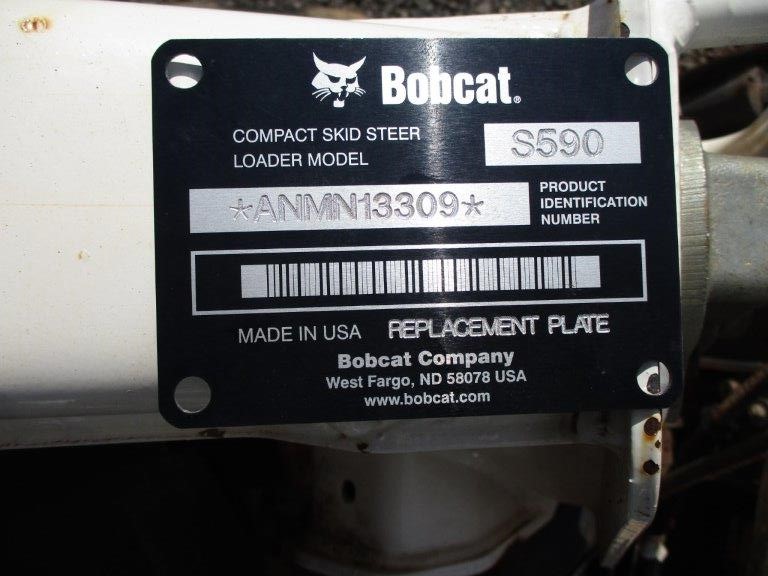 Bobcat®
COMPACT SKID STEER
LOADER MODEL
S590
*ANMN13309*
PRODUCT
IDENTIFICATION
NUMBER
MADE IN USA REPLACEMENT PLATE
Bobcat Company
West Fargo, ND 58078 USA
www.bobcat.com